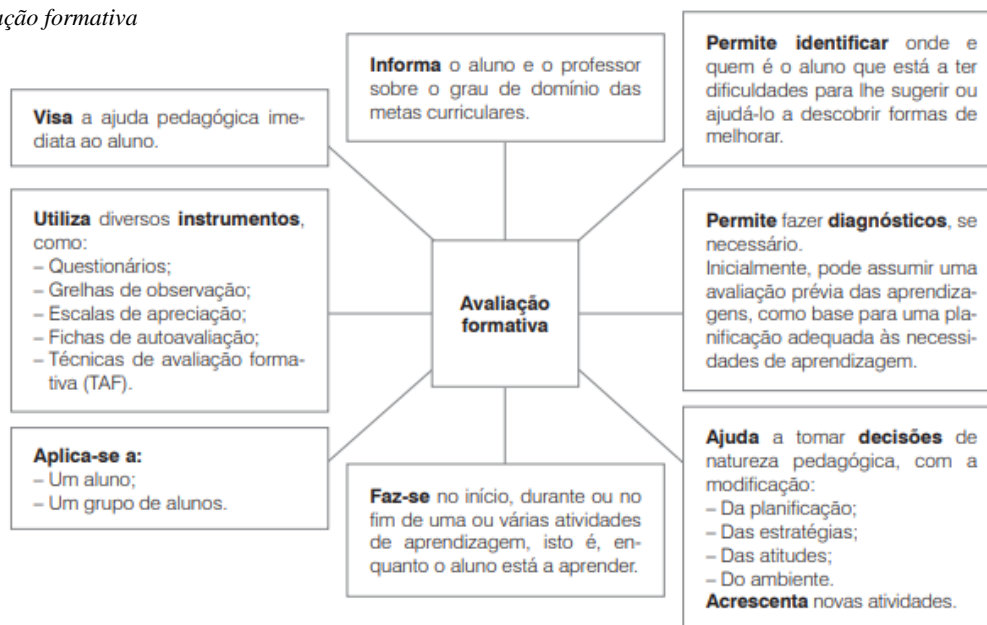 ação formativa
Informa o aluno e o professor
sobre o grau de domínio das
metas curriculares.
Permite identificar onde e
quem é o aluno que está a ter
dificuldades para lhe sugerir ou
ajudá-lo a descobrir formas de
melhorar.
Visa a ajuda pedagógica ime-
diata ao aluno.
Utiliza diversos instrumentos,
como:
– Questionários;
– Grelhas de observação;
– Escalas de apreciação;
– Fichas de autoavaliação;
– Técnicas de avaliação forma-
tiva (TAF).
Avaliação
formativa
Permite fazer diagnósticos, se
necessário.
Inicialmente, pode assumir uma
avaliação prévia das aprendiza-
gens, como base para uma pla-
nificação adequada às necessi-
dades de aprendizagem.
Aplica-se a:
– Um aluno;
– Um grupo de alunos.
Faz-se no início, durante ou no
fim de uma ou várias atividades
de aprendizagem, isto é, en-
quanto o aluno está a aprender.
Ajuda a tomar decisões de
natureza pedagógica, com a
modificação:
– Da planificação;
– Das estratégias;
– Das atitudes;
– Do ambiente.
Acrescenta novas atividades.